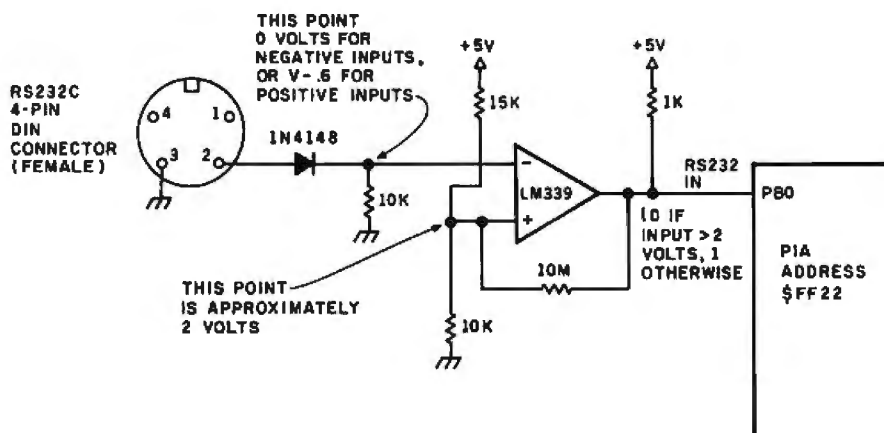 THIS POINT
0 VOLTS FOR
NEGATIVE INPUTS,
OR V-.6 FOR
POSITIVE INPUTS
+5V
+5V
RS232C
4-PIN
DIN
CONNECTOR
(FEMALE)
4
1
3
2
1N4148
15K
1K
10K
-
LM339
+
RS232
IN
PB0
10M
10K
THIS POINT
IS APPROXIMATELY
2 VOLTS
0 IF
INPUT >2
VOLTS, 1
OTHERWISE
PIA
ADDRESS
$FF22